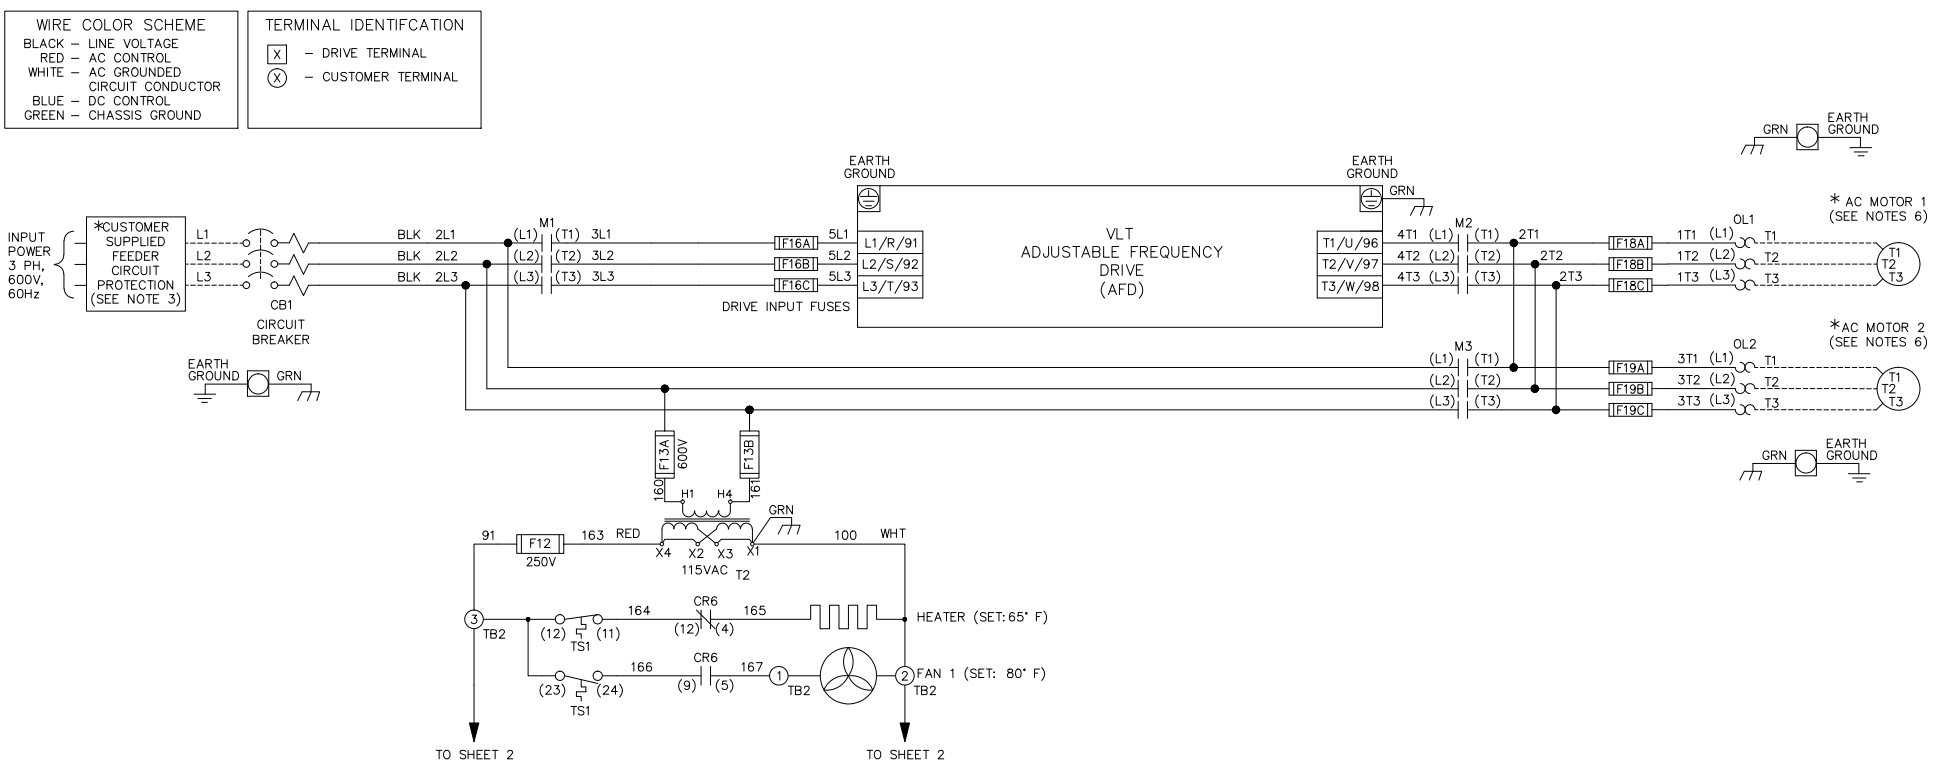 WIRE COLOR SCHEME
BLACK – LINE VOLTAGE
RED – AC CONTROL
WHITE – AC GROUNDED
CIRCUIT CONDUCTOR
BLUE – DC CONTROL
GREEN – CHASSIS GROUND
TERMINAL IDENTIFCATION
X – DRIVE TERMINAL
X – CUSTOMER TERMINAL
GRN
EARTH
GROUND
INPUT
POWER
3 PH,
600V,
60Hz
*CUSTOMER
SUPPLIED
FEEDER
CIRCUIT
PROTECTION
(SEE NOTE 3)
L1
L2
L3
CB1
CIRCUIT
BREAKER
BLK 2L1
BLK 2L2
BLK 2L3
M1
(L1) (T1) 3L1
(L2) (T2) 3L2
(L3) (T3) 3L3
F16A 5L1
F16B 5L2
F16C 5L3
DRIVE INPUT FUSES
EARTH
GROUND
L1/R/91
L2/S/92
L3/T/93
VLT
ADJUSTABLE FREQUENCY
DRIVE
(AFD)
EARTH
GROUND
GRN
T1/U/96
T2/V/97
T3/W/98
M2
4T1 (L1) (T1) 2T1
4T2 (L2) (T2) 2T2
4T3 (L3) (T3) 2T3
OL1
F18A 1T1 (L1) T1
F18B 1T2 (L2) T2
F18C 1T3 (L3) T3
* AC MOTOR 1
(SEE NOTES 6)
T1
T2
T3
M3
(L1) (T1)
(L2) (T2)
(L3) (T3)
OL2
F19A 3T1 (L1) T1
F19B 3T2 (L2) T2
F19C 3T3 (L3) T3
*AC MOTOR 2
(SEE NOTES 6)
T1
T2
T3
GRN
EARTH
GROUND
EARTH
GROUND
GRN
F13A
600V
F13B
160
161
H1 H4
GRN
91
F12
250V
163 RED
X4 X2 X3 X1
115VAC T2
100 WHT
3
TB2
(12) (11)
TS1
164
CR6
(12) (4)
165
HEATER (SET:65° F)
(23) (24)
TS1
166
CR6
(9) (5)
167
1
TB2
2
TB2
FAN 1 (SET: 80° F)
TO SHEET 2
TO SHEET 2